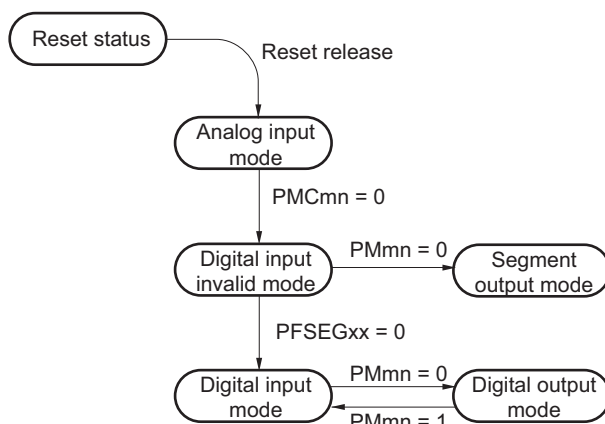 Reset status
Reset release
Analog input
mode
PMCmn = 0
Digital input
invalid mode
PMmn = 0
Segment
output mode
PFSEGxx = 0
Digital input
mode
PMmn = 0
Digital output
mode
PMmn = 1